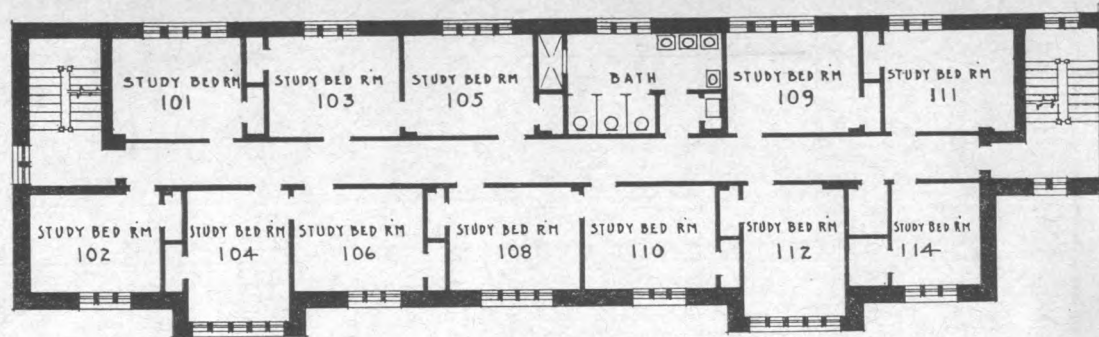 STUDY BED RM
101
STUDY BED RM
103
STUDY BED RM
105
BATH
STUDY BED RM
109
STUDY BED RM
111
STUDY BED RM
102
STUDY BED RM
104
STUDY BED RM
106
STUDY BED RM
108
STUDY BED RM
110
STUDY BED RM
112
STUDY BED RM
114